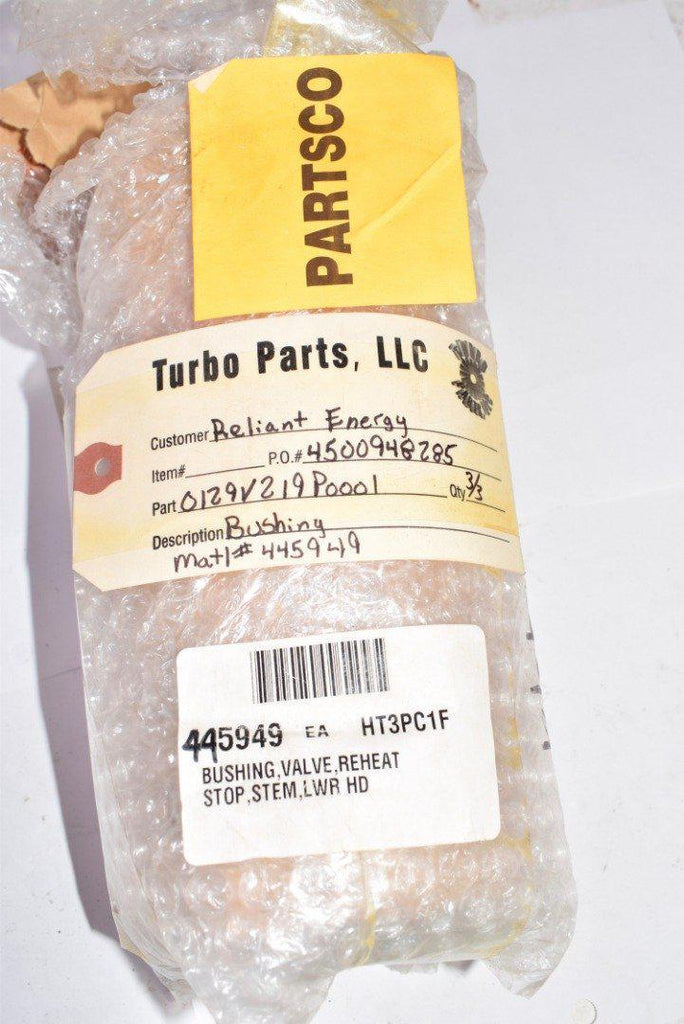 PARTSCO
Turbo Parts, LLC
Customer Reliant Energy
Item# P.O.# 4500948285
Part 0129V219P0001 Qty 3/3
Description Bushing
Matl# 445949
445949 EA HT3PC1F
BUSHING,VALVE,REHEAT
STOP,STEM,LWR HD